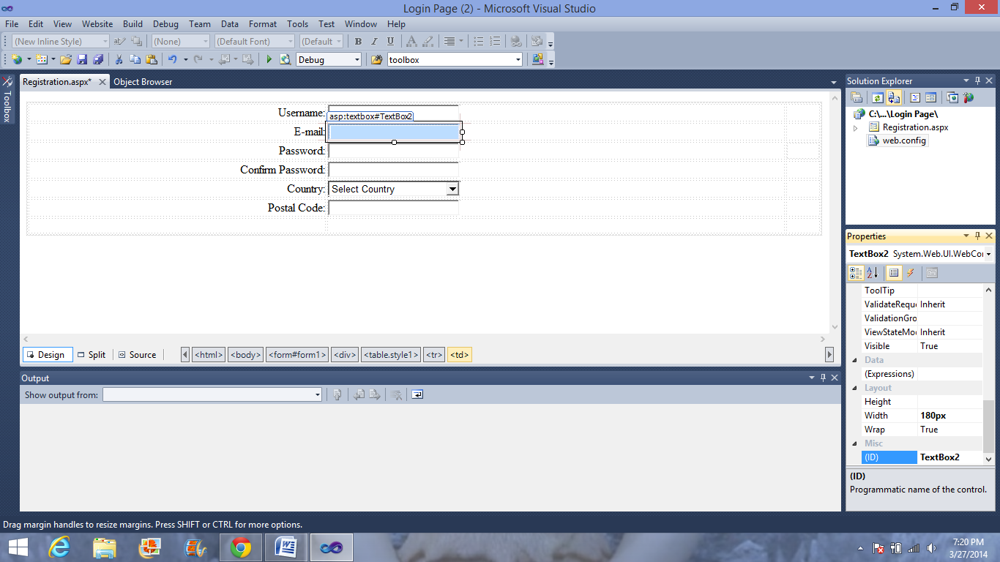 Login Page (2) - Microsoft Visual Studio
File Edit View Website Build Debug Team Data Format Tools Test Window Help
(New Inline Style) (None) (Default Font) (Default B I U A
Debug toolbox
Toolbox
Registration.aspx* Object Browser
Username:
asp:textbox#TextBox2
E-mail:
Password:
Confirm Password:
Country: Select Country
Postal Code:
Design Split Source <html> <body> <form#form1> <div> <table.style1> <tr> <td>
Output
Show output from:
Solution Explorer
C:\...\Login Page\
Registration.aspx
web.config
Properties
TextBox2 System.Web.UI.WebCo
ToolTip
ValidateRequ Inherit
ValidationGro
ViewStateMo Inherit
Visible True
Data
(Expressions)
Layout
Height
Width 180px
Wrap True
Misc
(ID) TextBox2
(ID)
Programmatic name of the control.
Drag margin handles to resize margins. Press SHIFT or CTRL for more options.
7:20 PM
3/27/2014